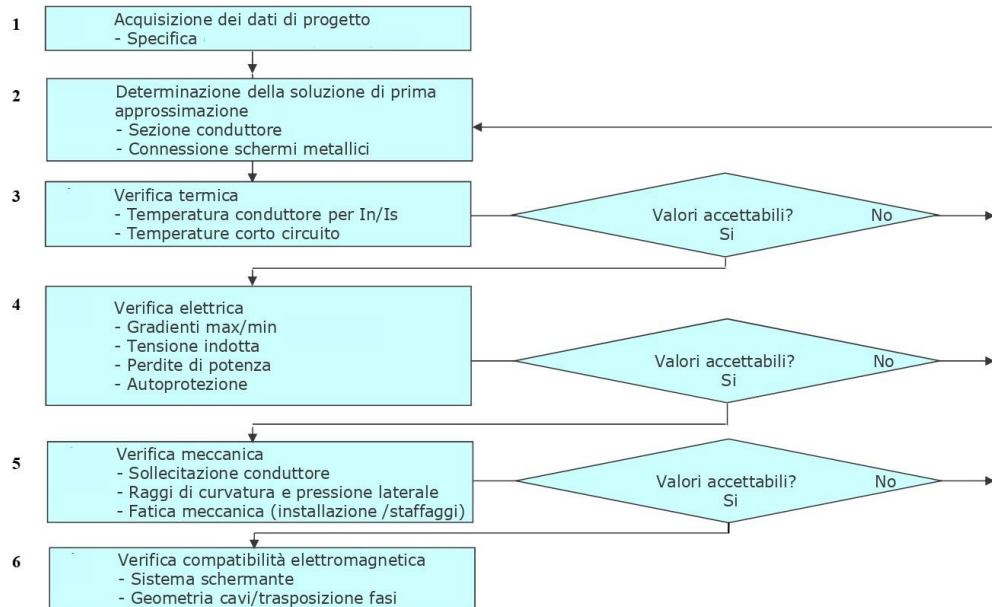 1
Acquisizione dei dati di progetto
- Specifica
2
Determinazione della soluzione di prima
approssimazione
- Sezione conduttore
- Connessione schermi metallici
3
Verifica termica
- Temperatura conduttore per In/Is
- Temperature corto circuito
Valori accettabili?
No
Si
4
Verifica elettrica
- Gradienti max/min
- Tensione indotta
- Perdite di potenza
- Autoprotezione
Valori accettabili?
No
Si
5
Verifica meccanica
- Sollecitazione conduttore
- Raggi di curvatura e pressione laterale
- Fatica meccanica (installazione /staffaggi)
Valori accettabili?
No
Si
6
Verifica compatibilità elettromagnetica
- Sistema schermante
- Geometria cavi/trasposizione fasi